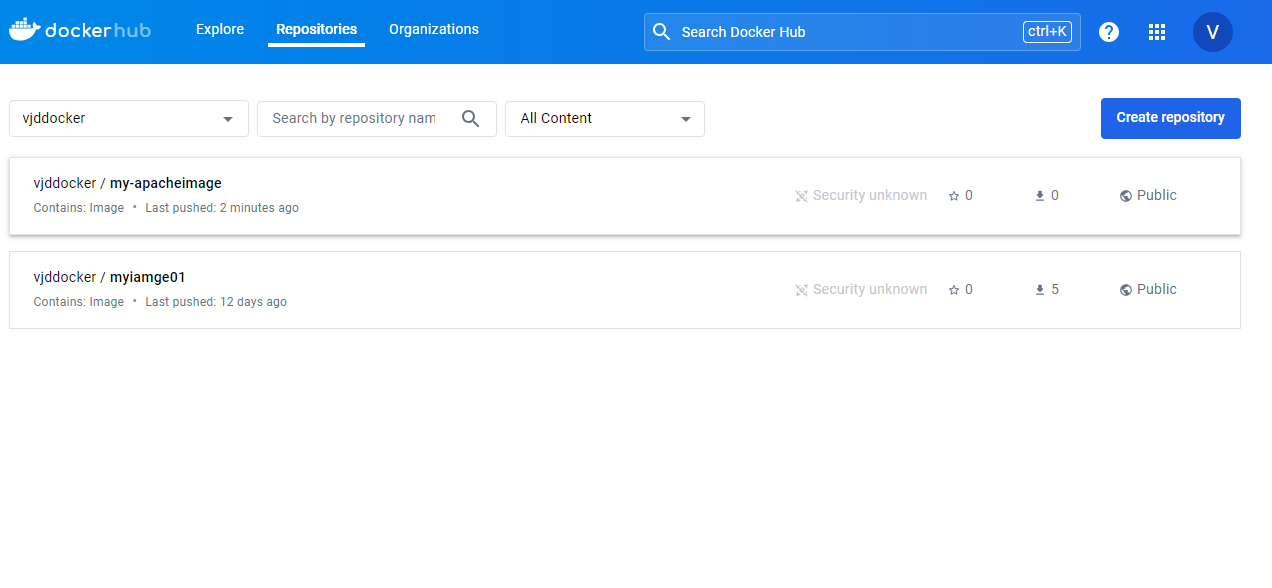 dockerhub Explore Repositories Organizations Search Docker Hub ctrl+K ? V
vjddocker Search by repository nam All Content Create repository
vjddocker / my-apacheimage
Contains: Image • Last pushed: 2 minutes ago
Security unknown 0 0 Public
vjddocker / myiamge01
Contains: Image • Last pushed: 12 days ago
Security unknown 0 5 Public